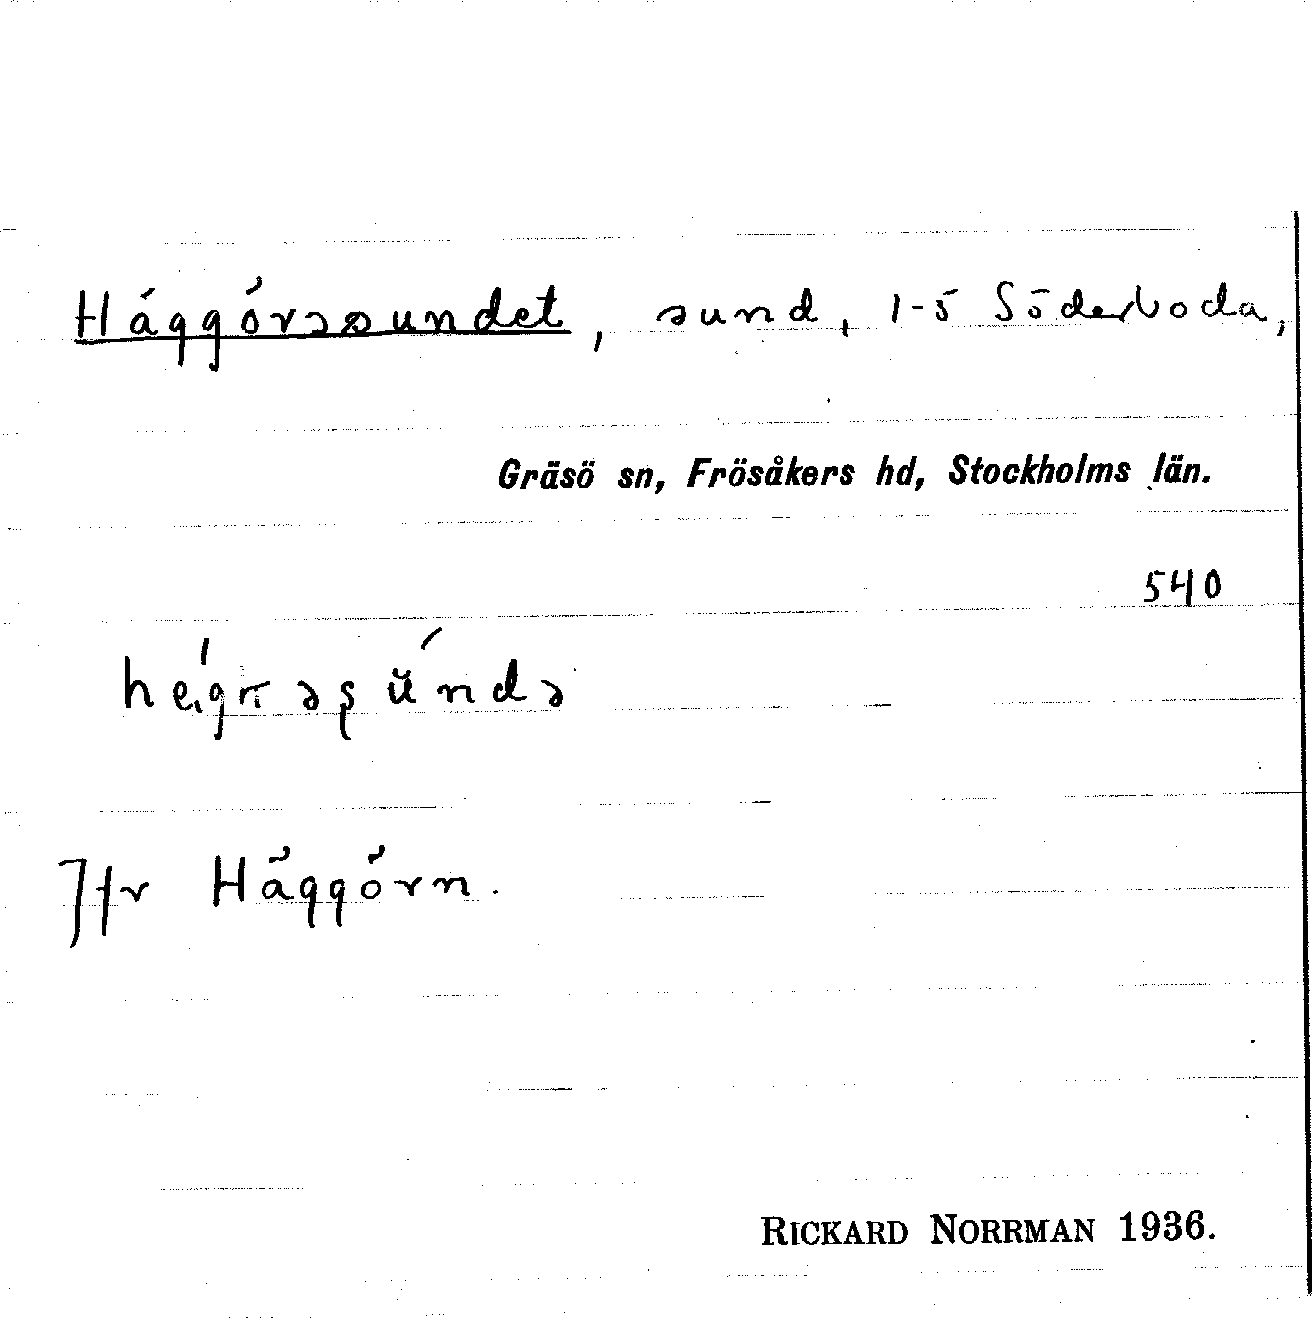 Häggörssundet, sund, 1-5 Söderboda,
Gräsö sn, Frösåkers hd, Stockholms län.
540
Jfr Häggörn.
RICKARD NORRMAN 1936.